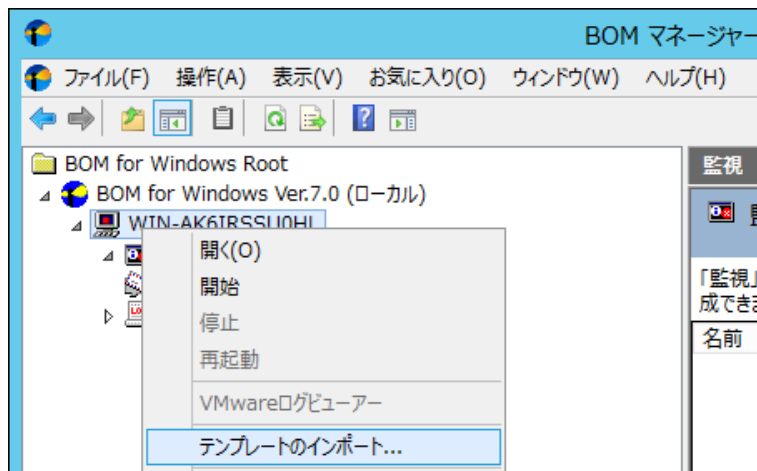 BOM マネージャー
ファイル(F) 操作(A) 表示(V) お気に入り(O) ウィンドウ(W) ヘルプ(H)
BOM for Windows Root
BOM for Windows Ver.7.0 (ローカル)
WIN-AK6IRSSU0HL
開く(O)
開始
停止
再起動
VMwareログビューアー
テンプレートのインポート...
監視
「監視」
成でき
名前